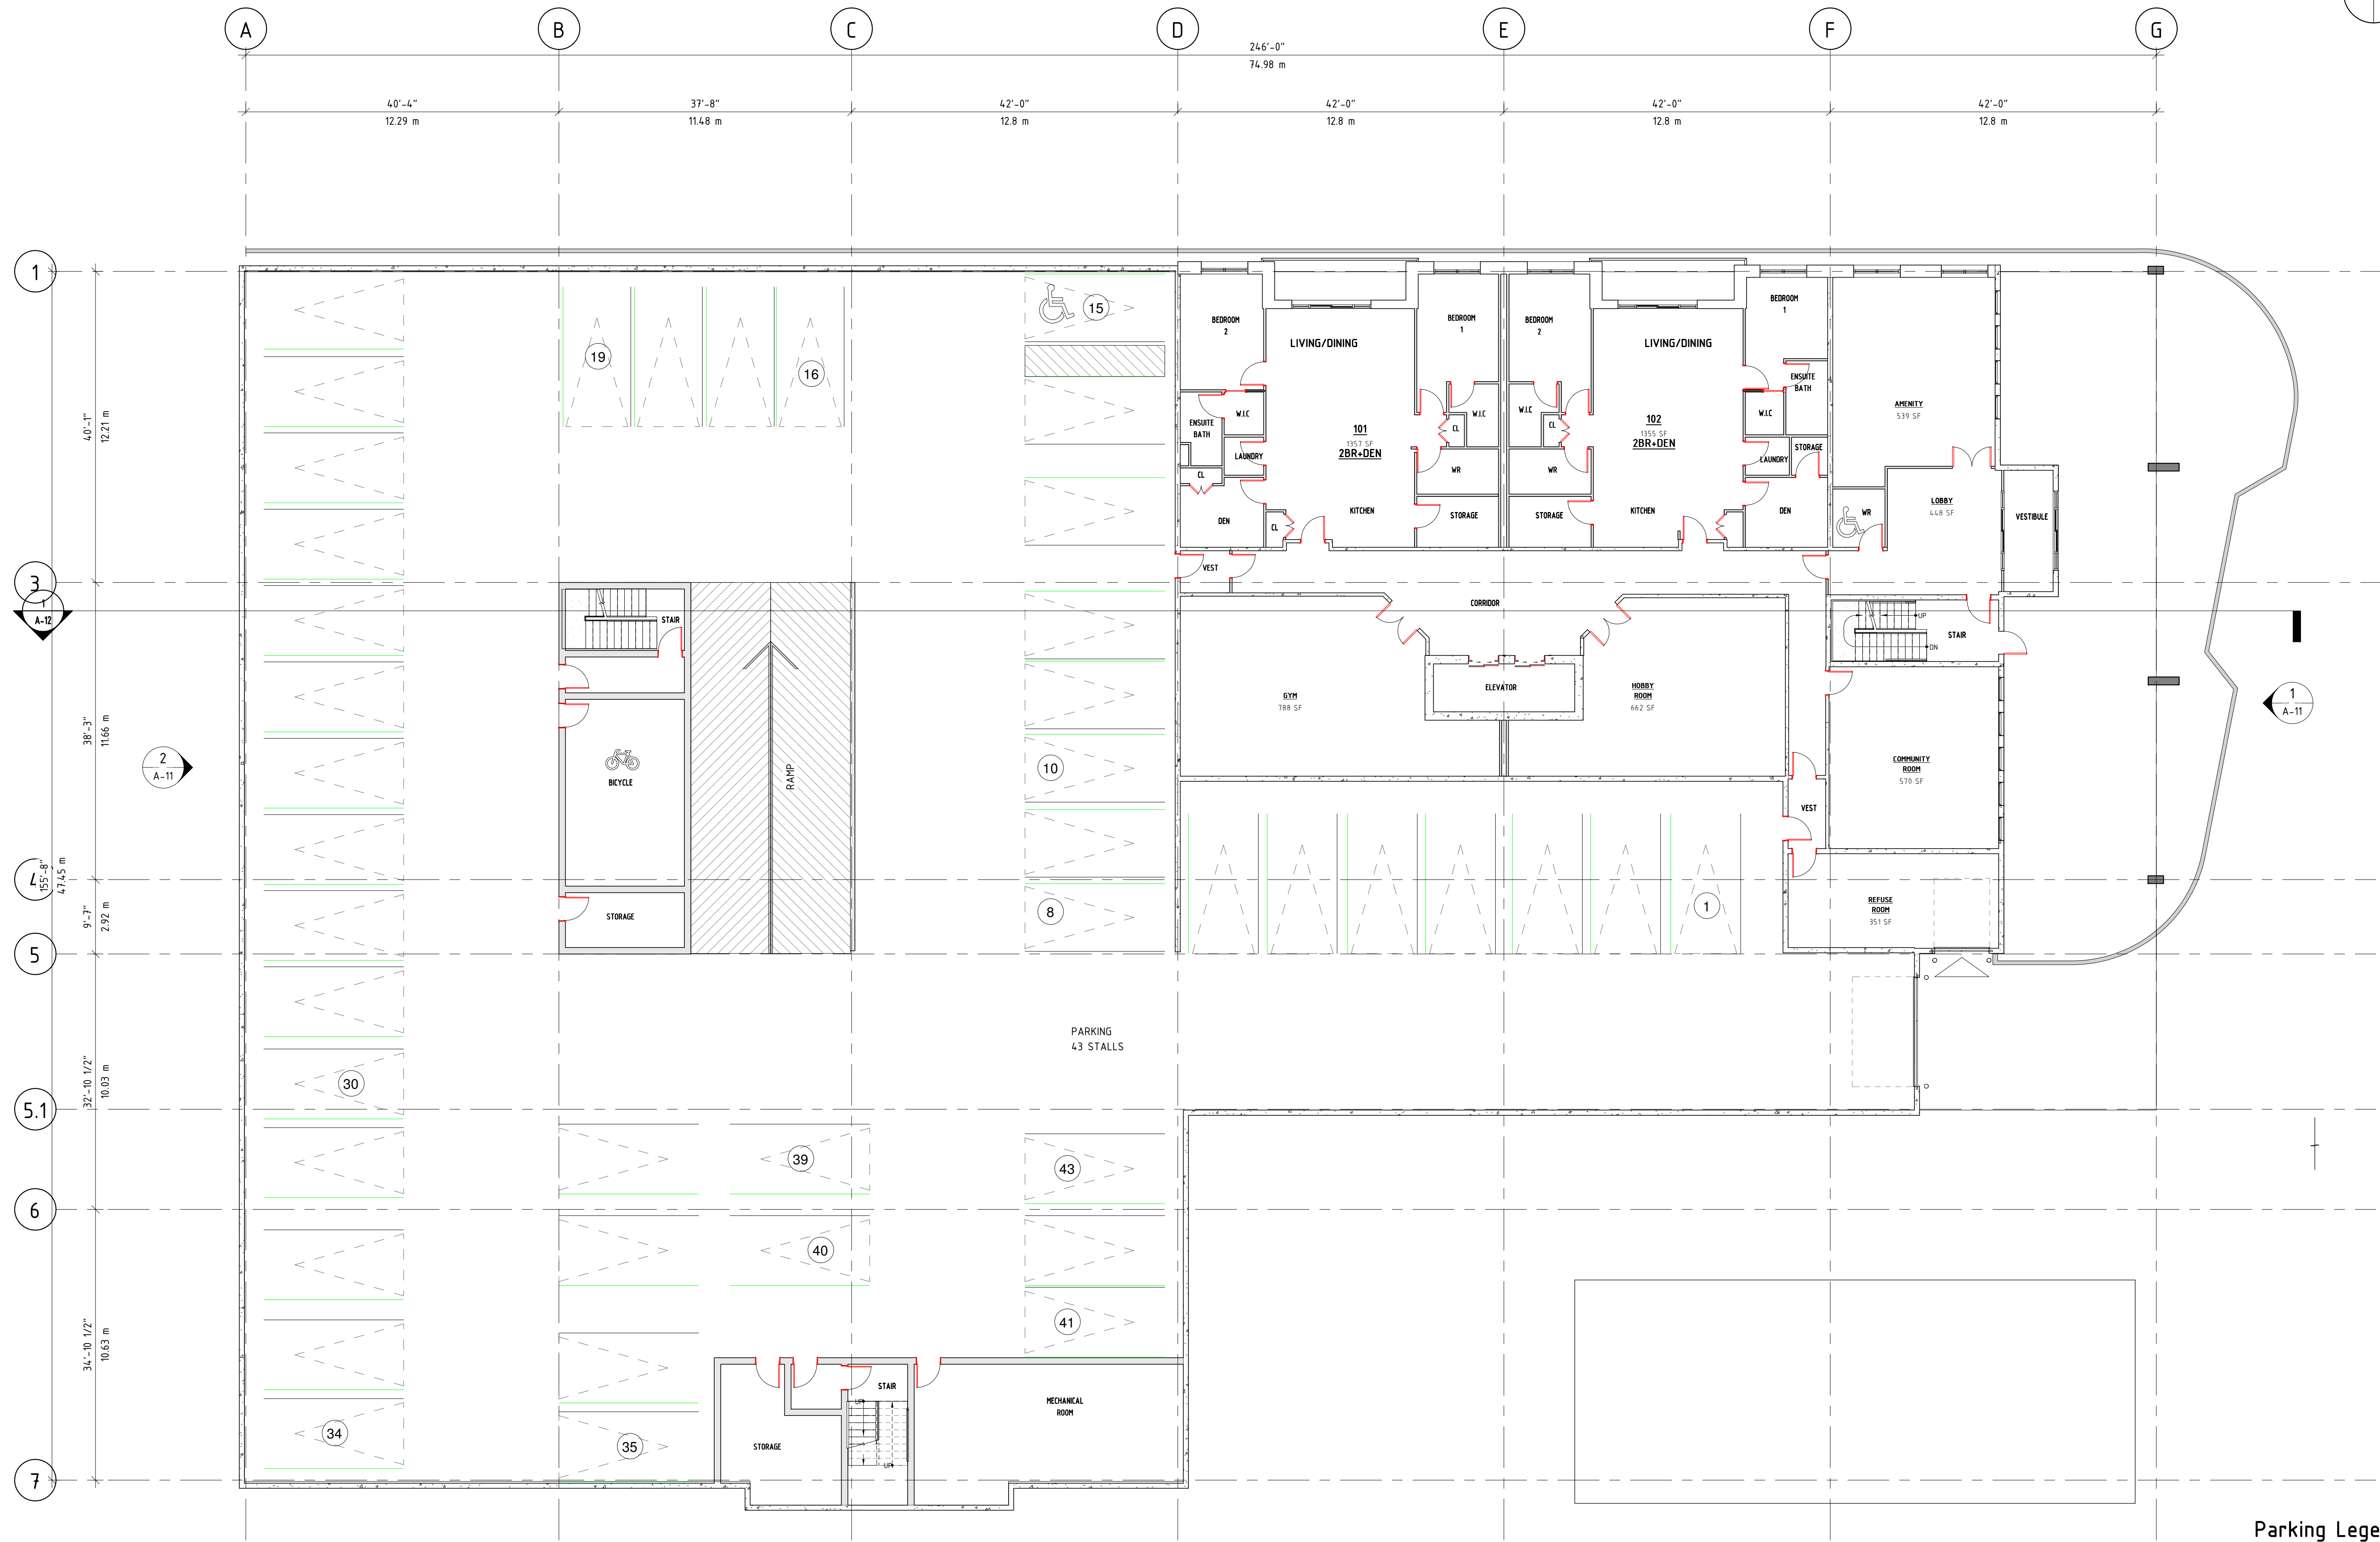 A B C D E F G
246'-0"
74.98 m
40'-4" 37'-8" 42'-0" 42'-0" 42'-0" 42'-0"
12.29 m 11.48 m 12.8 m 12.8 m 12.8 m 12.8 m
1
3
1
A-12
4
5
5.1
6
7
40'-1"
12.21 m
38'-3"
11.66 m
155'-8"
47.45 m
9'-7"
2.92 m
32'-10 1/2"
10.03 m
34'-10 1/2"
10.63 m
2
A-11
1
A-11
15
19
16
10
8
1
30
39
43
40
41
34
35
STAIR
BICYCLE
STORAGE
RAMP
PARKING
43 STALLS
BEDROOM
2
LIVING/DINING
BEDROOM
1
ENSUITE
BATH
W.I.C
LAUNDRY
CL
DEN
CL
101
1357 SF
2BR+DEN
KITCHEN
W.I.C
CL
WR
STORAGE
BEDROOM
2
LIVING/DINING
BEDROOM
1
W.I.C
CL
WR
STORAGE
102
1355 SF
2BR+DEN
KITCHEN
ENSUITE
BATH
W.I.C
STORAGE
LAUNDRY
DEN
AMENITY
539 SF
LOBBY
448 SF
WR
VESTIBULE
VEST
CORRIDOR
GYM
788 SF
ELEVATOR
HOBBY
ROOM
662 SF
UP
STAIR
DN
COMMUNITY
ROOM
570 SF
VEST
REFUSE
ROOM
351 SF
STORAGE
STAIR
UP
UP
MECHANICAL
ROOM
Parking Lege